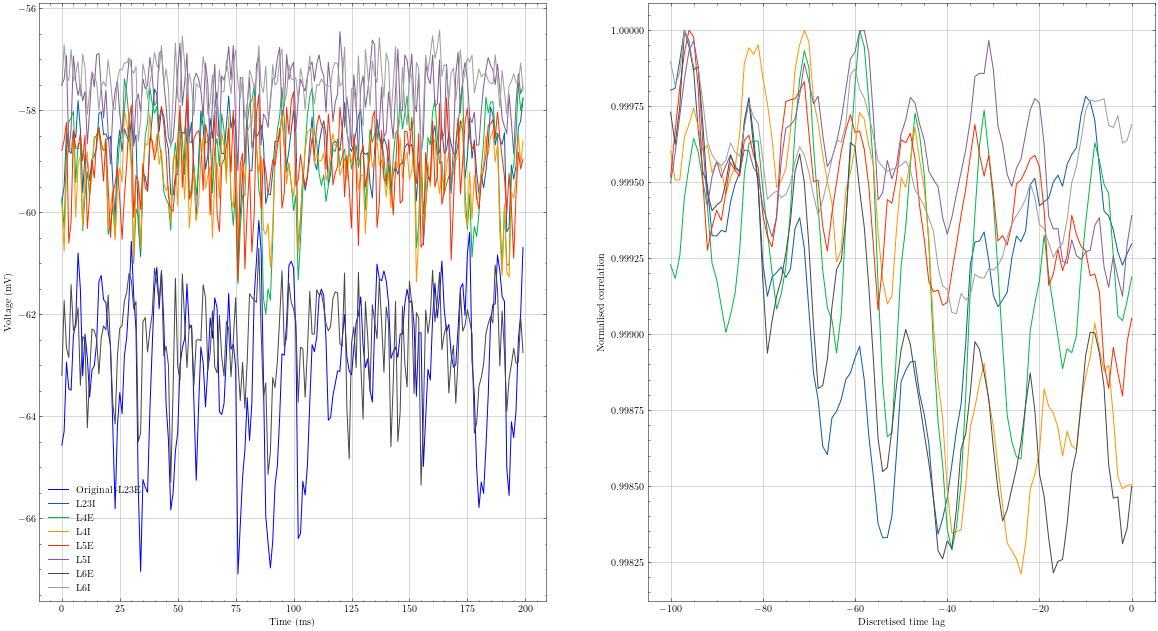 −56
−58
−60
−62
−64
−66
Voltage (mV)
Original L23E
L23I
L4E
L4I
L5E
L5I
L6E
L6I
0 25 50 75 100 125 150 175 200
Time (ms)
1.00000
0.99975
0.99950
0.99925
0.99900
0.99875
0.99850
0.99825
Normalised correlation
−100 −80 −60 −40 −20 0
Discretised time lag